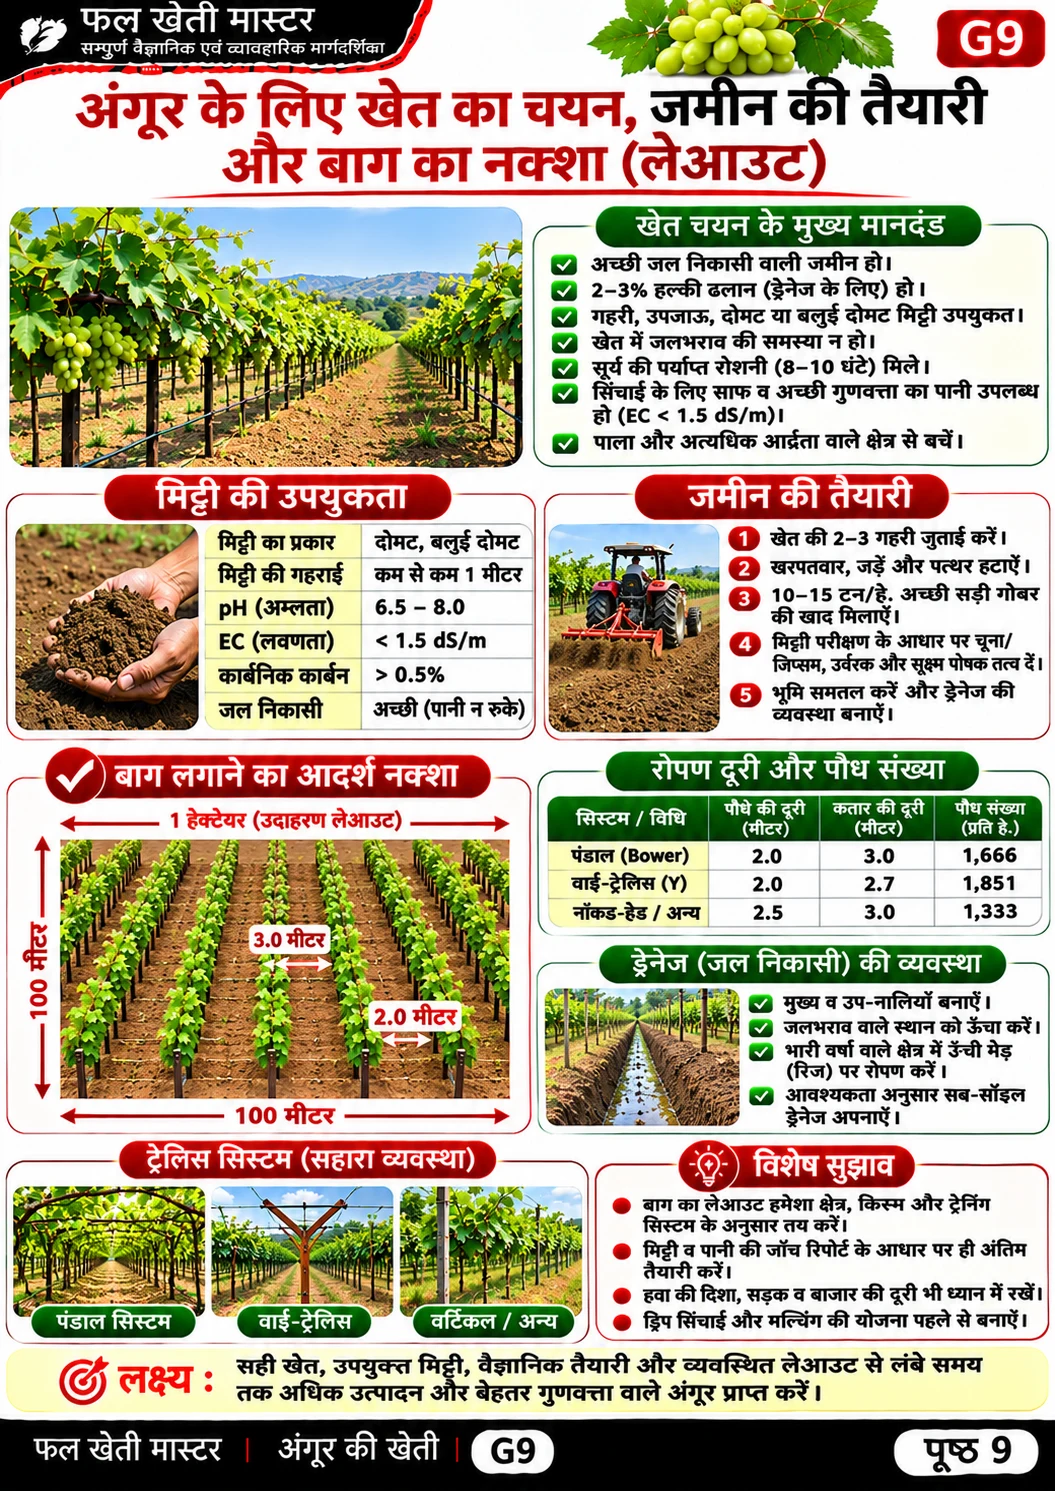 फल खेती मास्टर
सम्पुर्ण वैज्ञानिक एवं व्यावहारिक मार्गदर्शिका
G9
अंगूर के लिए खेत का चयन, जमीन की तैयारी
और बाग का नक्शा (लेआउट)
खेत चयन के मुख्य मानदंड
अच्छी जल निकासी वाली जमीन हो।
2–3% हल्की ढलान (ड्रेनेज के लिए) हो।
गहरी, उपजाऊ, दोमट या बलुई दोमट मिट्टी उपयुकत।
खेत में जलभराव की समस्या न हो।
सूर्य की पर्याप्त रोशनी (8–10 धंटे) मिले।
सिंचाई के लिए साफ व अच्छी गुणवत्ता का पानी उपलब्ध
हो (EC < 1.5 dS/m)।
पाला और अत्यधिक आर्द्रता वाले क्षेत्र से बचें।
मिट्टी की उपयुकता
मिट्टी का प्रकार दोमट, बलुई दोमट
मिट्टी की गहराई कम से कम 1 मीटर
pH (अम्लता) 6.5 – 8.0
EC (लवणता) < 1.5 dS/m
कार्बनिक कार्बन > 0.5%
जल निकासी अच्छी (पानी न रुके)
जमीन की तैयारी
1 खेत की 2–3 गहरी जुताई करें।
2 खरपतवार, जड़ें और पत्थर हटाऐं।
3 10–15 टन/हे. अच्छी सड़ी गोबर
की खाद मिलाऐं।
4 मिट्टी परीक्षण के आधार पर चूना/
जिप्सम, उर्वरक और सूक्ष्म पोषक तत्व दें।
5 भूमि समतल करें और ड्रेनेज की
व्यवस्था बनाऐं।
बाग लगाने का आदर्श नक्शा
1 हेक्टेयर (उदाहरण लेआउट)
100 मीटर
3.0 मीटर
2.0 मीटर
100 मीटर
रोपण दूरी और पौध संख्या
सिस्टम / विधि पौधे की दूरी (मीटर) कतार की दूरी (मीटर) पौध संख्या (प्रति हे.)
पंडाल (Bower) 2.0 3.0 1,666
वाई-ट्रेलिस (Y) 2.0 2.7 1,851
नॉकड-हेड / अन्य 2.5 3.0 1,333
ड्रेनेज (जल निकासी) की व्यवस्था
मुख्य व उप-नालियाँ बनाऐं।
जलभराव वाले स्थान को ऊँचा करें।
भारी वर्षा वाले क्षेत्र में उॅंची मेड़
(रिज) पर रोपण करें।
आवश्यकता अनुसार सब-सॉइल
ड्रेनेज अपनाऐं।
ट्रेलिस सिस्टम (सहारा व्यवस्था)
पंडाल सिस्टम
वाई-ट्रेलिस
वर्टिकल / अन्य
विशेष सुझाव
बाग का लेआउट हमेशा क्षेत्र, किस्म और ट्रेनिंग
सिस्टम के अनुसार तय करें।
मिट्टी व पानी की जॉच रिपोर्ट के आधार पर ही अंतिम
तैयारी करें।
हवा की दिशा, सड़क व बाजार की दूरी भी ध्यान में रखें।
ड्रिप सिंचाई और मल्चिंग की योजना पहले से बनाऐं।
लक्ष्य :
सही खेत, उपयुक्त मिट्टी, वैज्ञानिक तैयारी और व्यवस्थित लेआउट से लंबे समय
तक अधिक उत्पादन और बेहतर गुणवत्ता वाले अंगूर प्राप्त करें।
फल खेती मास्टर | अंगूर की खेती | G9
पृष्ठ 9